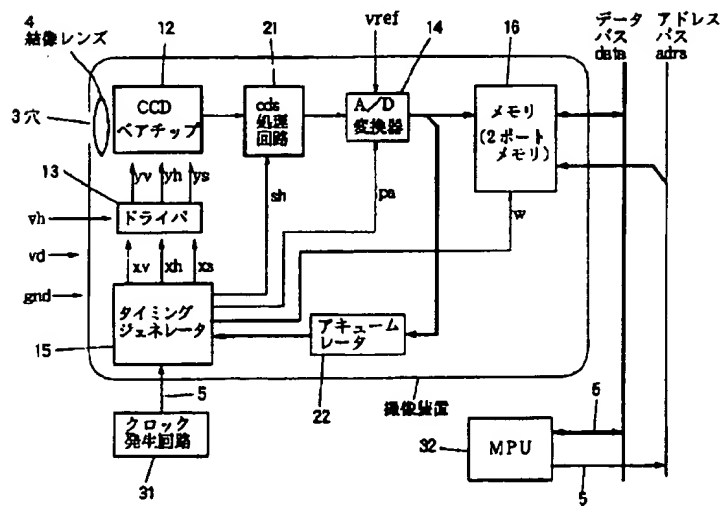 4
結像レンズ
12
21
vref
14
16
データ
バス
data
アドレス
バス
adrs
3穴
CCD
ベアチップ
cds
処理
回路
A/D
変換器
メモリ
(2ポート
メモリ)
13
yv
yh
ys
sh
pa
w
vh
ドライバ
vd
xv
xh
xs
gnd
タイミング
ジェネレータ
アキューム
レータ
15
5
22
撮像装置
6
クロック
発生回路
32
MPU
31
5